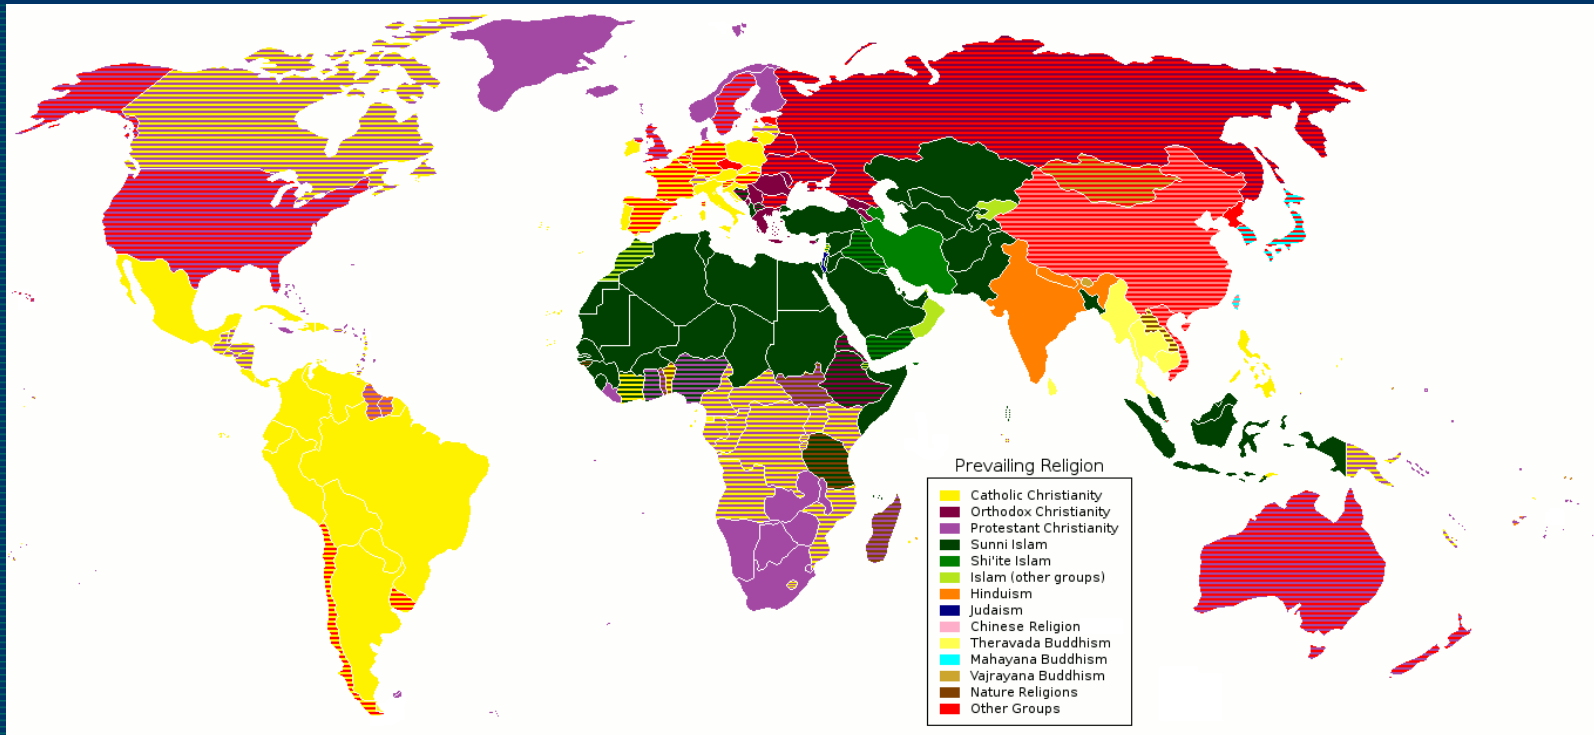 Prevailing Religion
Catholic Christianity
Orthodox Christianity
Protestant Christianity
Sunni Islam
Shi'ite Islam
Islam (other groups)
Hinduism
Judaism
Chinese Religion
Theravada Buddhism
Mahayana Buddhism
Vajrayana Buddhism
Nature Religions
Other Groups